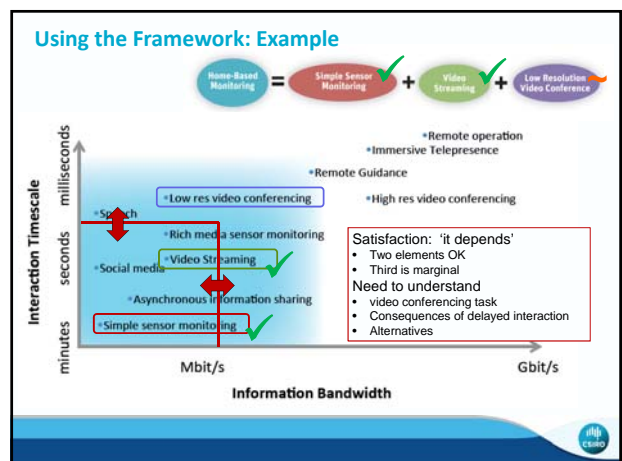 Using the Framework: Example
Home-Based
Monitoring
=
Simple Sensor
Monitoring
+
Video
Streaming
+
Low Resolution
Video Conference
Interaction Timescale
milliseconds
seconds
minutes
•Remote operation
•Immersive Telepresence
•Remote Guidance
•Low res video conferencing
•High res video conferencing
•Speech
•Rich media sensor monitoring
•Video Streaming
•Social media
•Asynchronous information sharing
•Simple sensor monitoring
Satisfaction: 'it depends'
• Two elements OK
• Third is marginal
Need to understand
• video conferencing task
• Consequences of delayed interaction
• Alternatives
Mbit/s
Gbit/s
Information Bandwidth
CSIRO